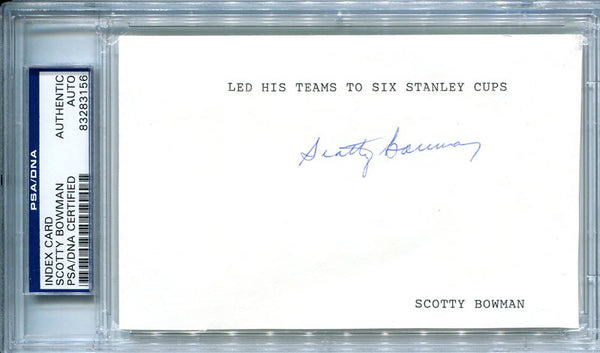 PSA/DNA
INDEX CARD
SCOTTY BOWMAN
PSA/DNA CERTIFIED
AUTHENTIC
AUTO
83283156
LED HIS TEAMS TO SIX STANLEY CUPS
Scotty Bowman
SCOTTY BOWMAN